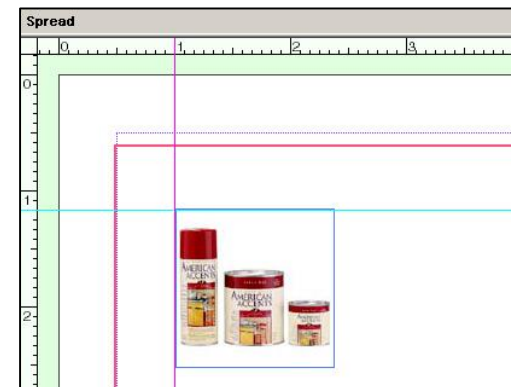 Spread
0 1 2 3
0
1
2
AMERICAN
ACCENTS
AMERICAN
ACCENTS